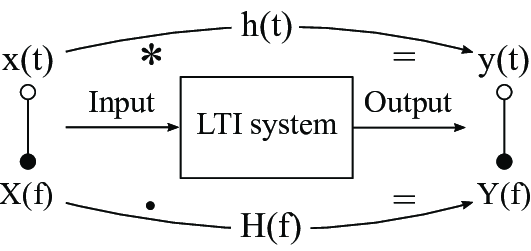 h(t)
x(t) * = y(t)
Input LTI system Output
X(f) · = Y(f)
H(f)